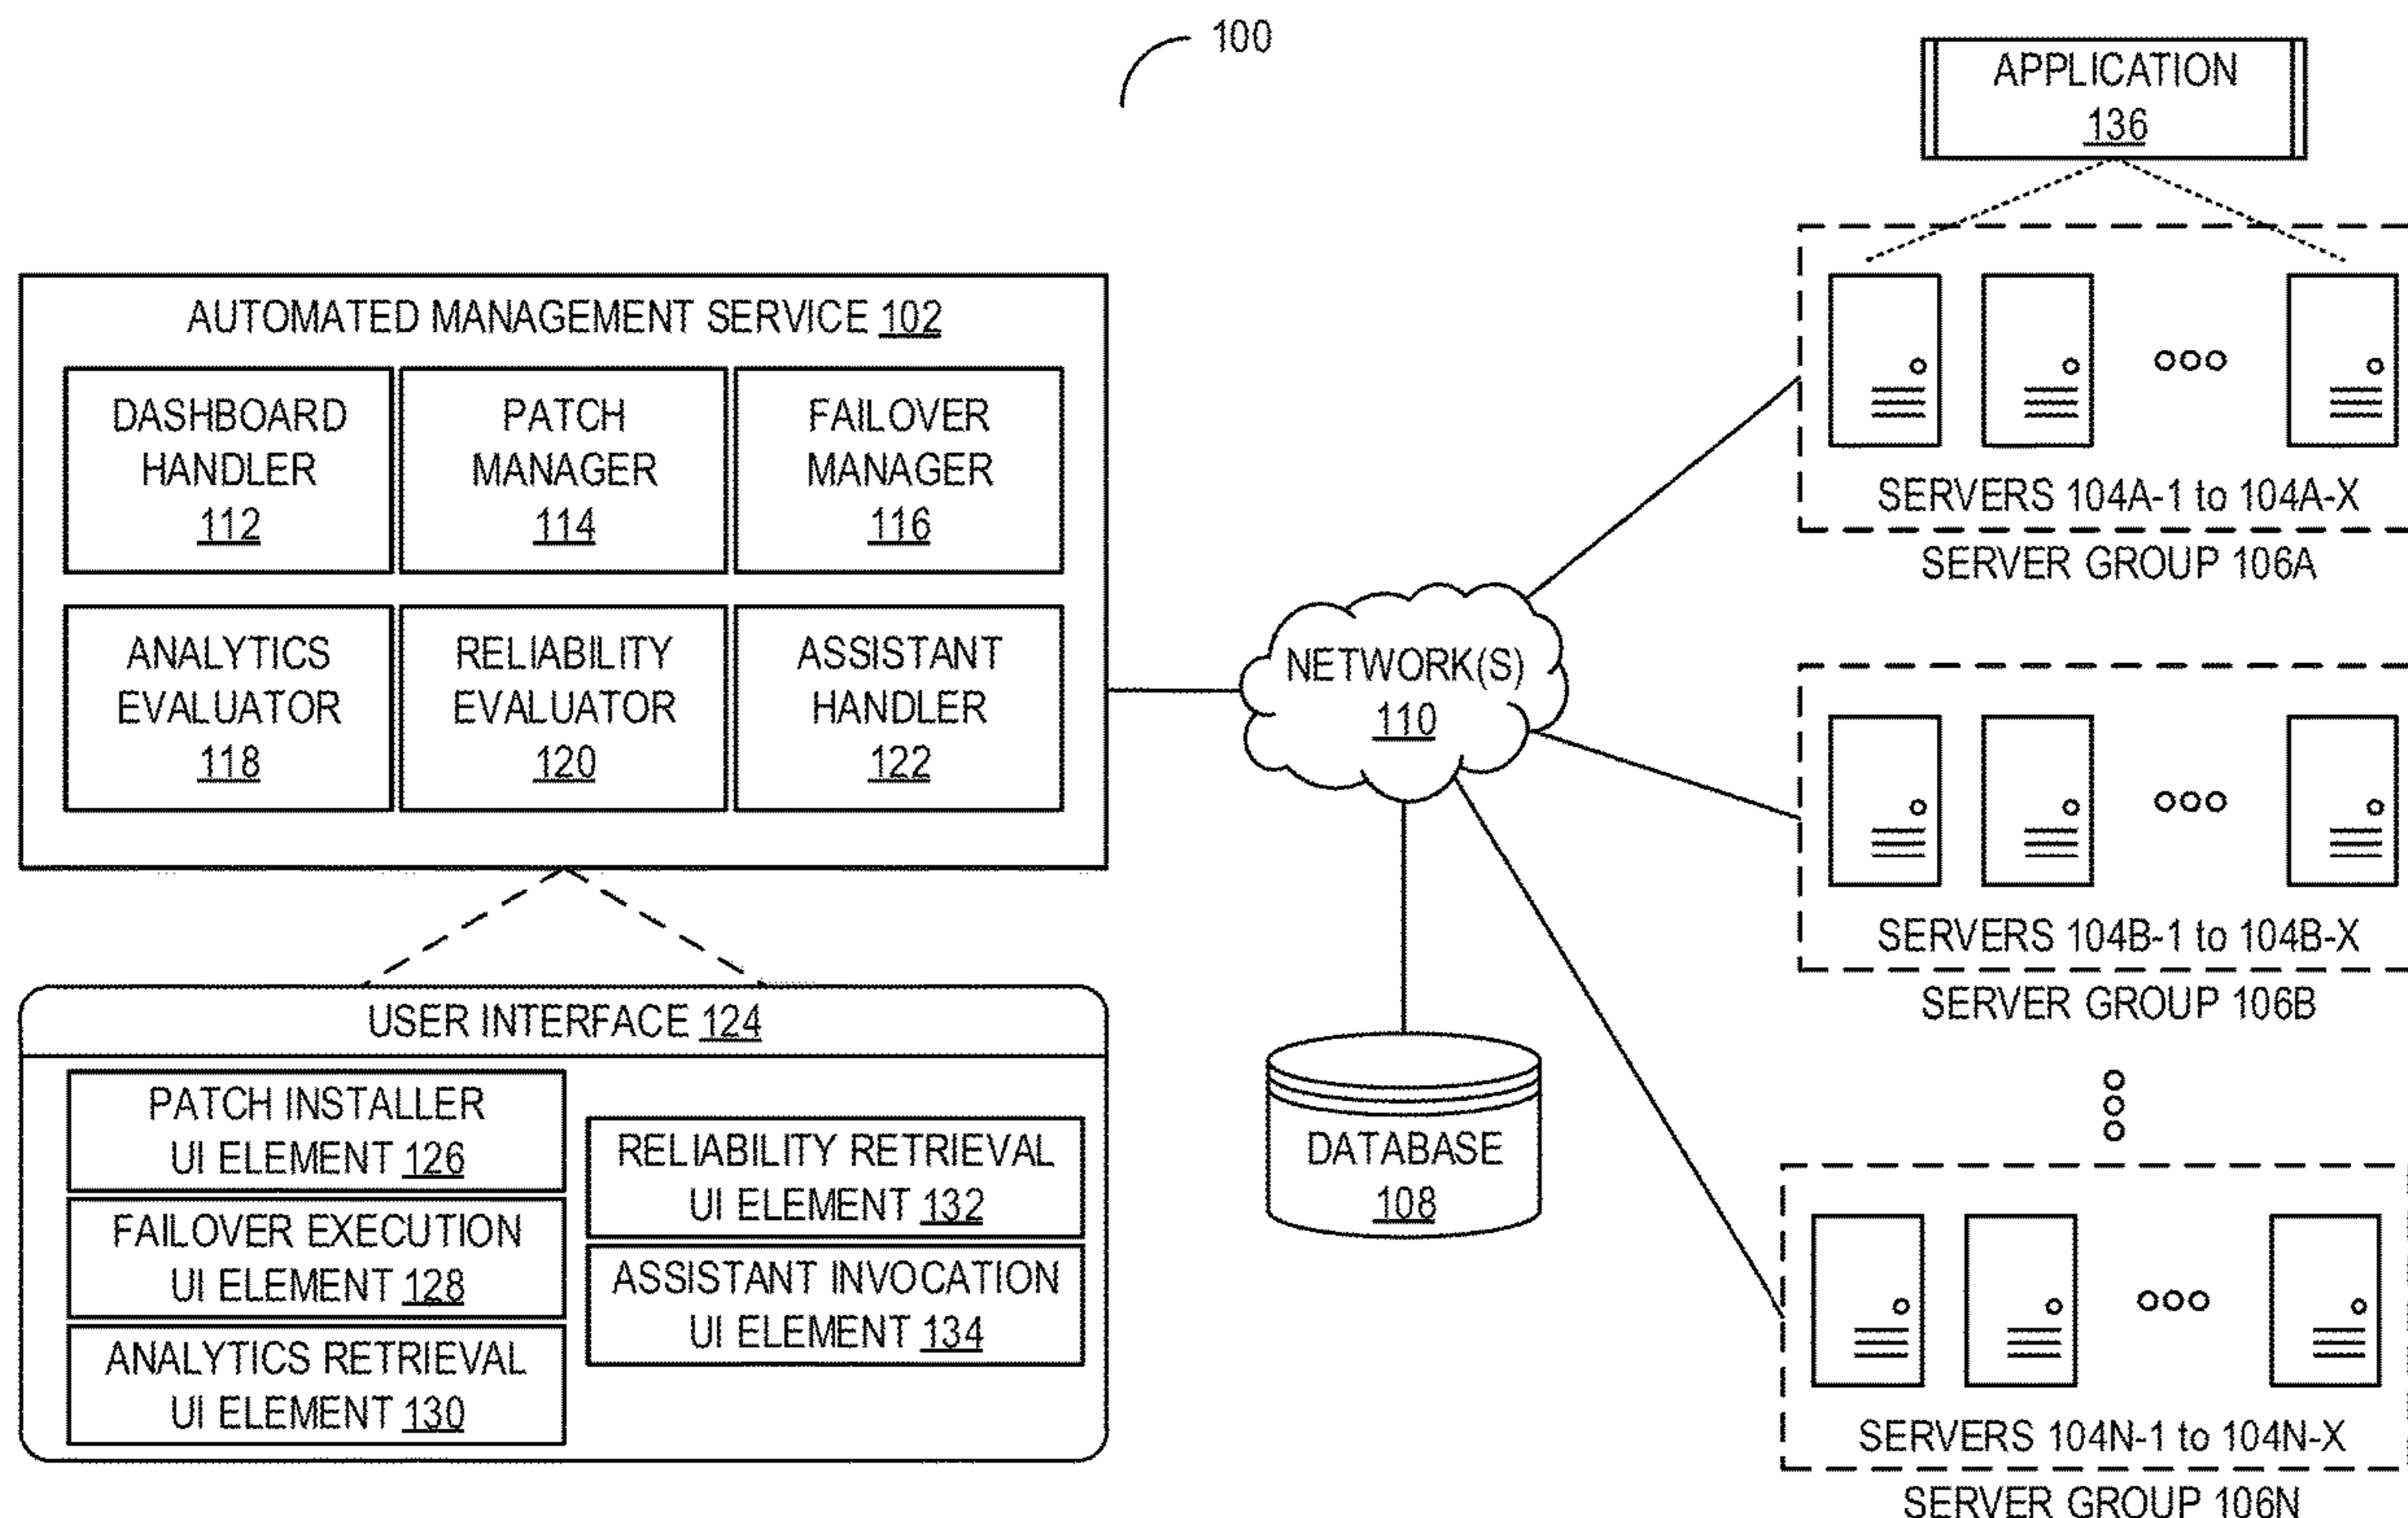 100
APPLICATION
136
AUTOMATED MANAGEMENT SERVICE 102
DASHBOARD
HANDLER
112
PATCH
MANAGER
114
FAILOVER
MANAGER
116
ANALYTICS
EVALUATOR
118
RELIABILITY
EVALUATOR
120
ASSISTANT
HANDLER
122
USER INTERFACE 124
PATCH INSTALLER
UI ELEMENT 126
FAILOVER EXECUTION
UI ELEMENT 128
ANALYTICS RETRIEVAL
UI ELEMENT 130
RELIABILITY RETRIEVAL
UI ELEMENT 132
ASSISTANT INVOCATION
UI ELEMENT 134
NETWORK(S)
110
DATABASE
108
SERVERS 104A-1 to 104A-X
SERVER GROUP 106A
SERVERS 104B-1 to 104B-X
SERVER GROUP 106B
SERVERS 104N-1 to 104N-X
SERVER GROUP 106N